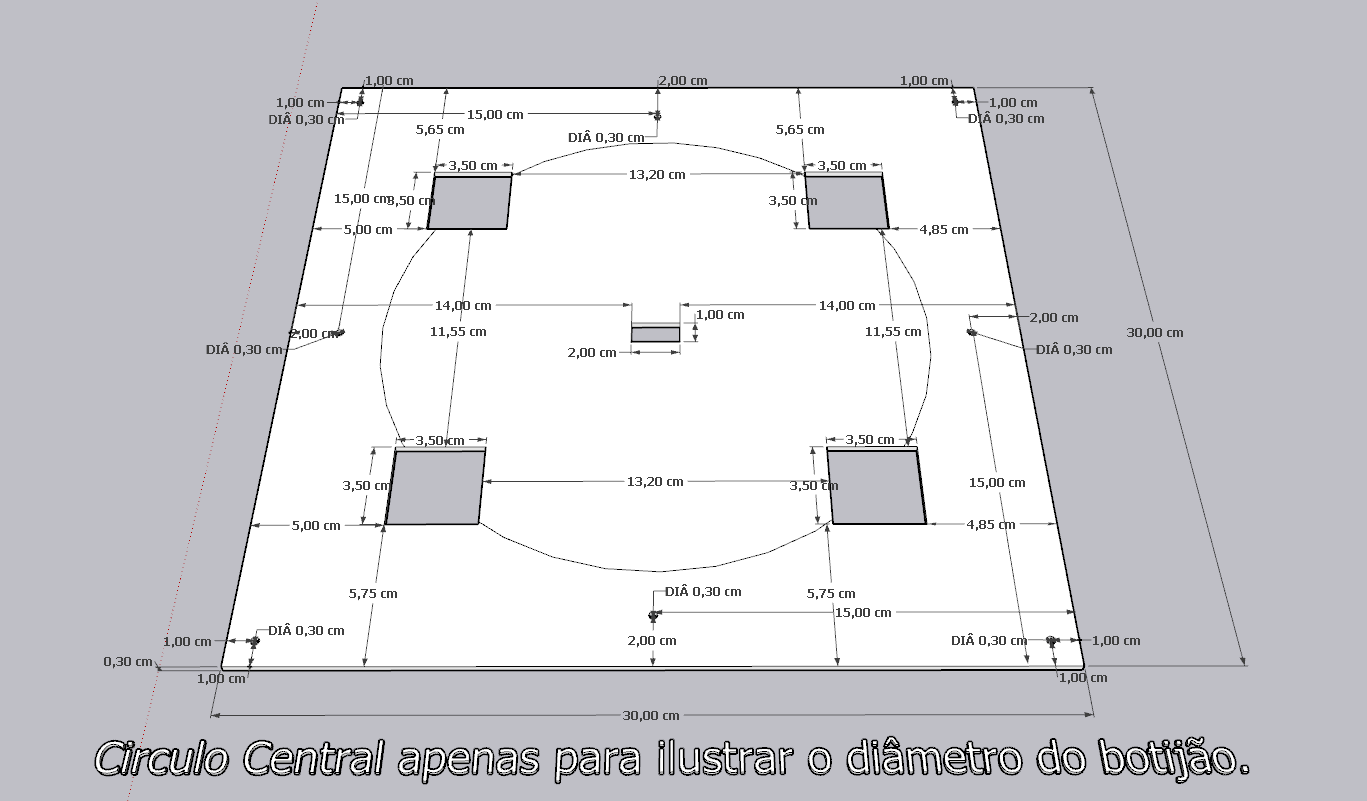 1,00 cm 2,00 cm 1,00 cm
1,00 cm 1,00 cm
DIÂ 0,30 cm 15,00 cm DIÂ 0,30 cm
5,65 cm DIÂ 0,30 cm 5,65 cm
3,50 cm 13,20 cm 3,50 cm
15,00 cm 3,50 cm 3,50 cm
5,00 cm 4,85 cm
14,00 cm 14,00 cm
1,00 cm 2,00 cm
2,00 cm 11,55 cm 11,55 cm 30,00 cm
DIÂ 0,30 cm 2,00 cm DIÂ 0,30 cm
3,50 cm 3,50 cm
3,50 cm 13,20 cm 3,50 cm 15,00 cm
5,00 cm 4,85 cm
5,75 cm DIÂ 0,30 cm 5,75 cm
15,00 cm
DIÂ 0,30 cm
1,00 cm 2,00 cm DIÂ 0,30 cm 1,00 cm
0,30 cm
1,00 cm 1,00 cm
30,00 cm
Circulo Central apenas para ilustrar o diâmetro do botijão.